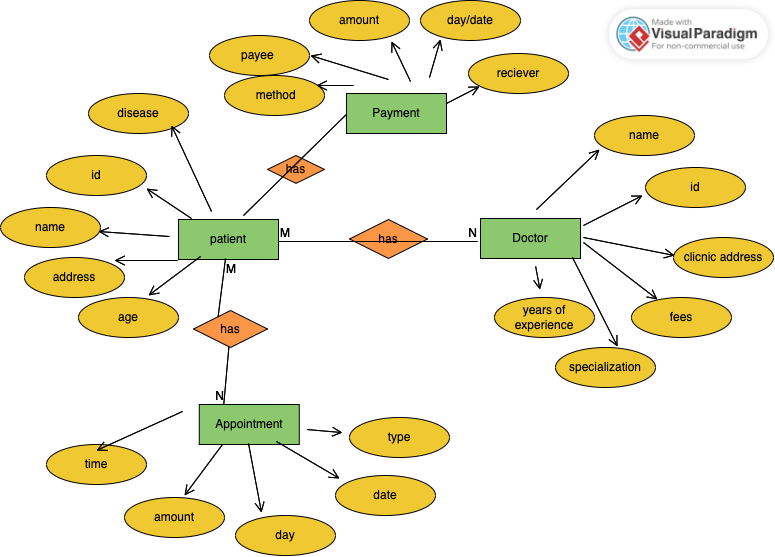 Made with
Visual Paradigm
For non-commercial use
amount
day/date
payee
reciever
method
Payment
disease
name
has
id
id
name
patient
M
has
N
Doctor
clicnic address
address
M
age
years of
experience
fees
has
specialization
N
Appointment
type
time
date
amount
day